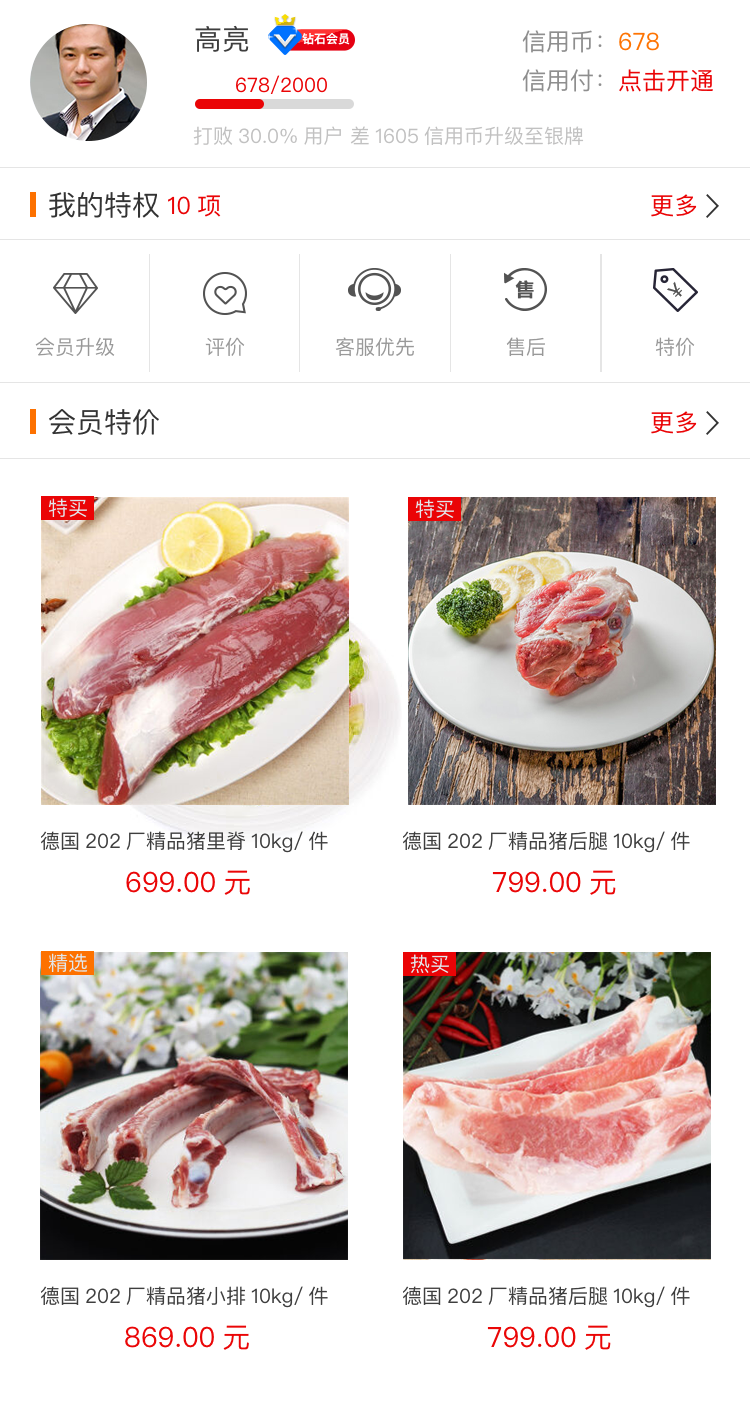 高亮
钻石会员
678/2000
信用币：678
信用付：点击开通
打败 30.0% 用户 差 1605 信用币升级至银牌
我的特权 10 项
更多
会员升级
评价
客服优先
售
售后
¥
特价
会员特价
更多
特买
特买
德国 202 厂精品猪里脊 10kg/ 件
德国 202 厂精品猪后腿 10kg/ 件
699.00 元
799.00 元
精选
热买
德国 202 厂精品猪小排 10kg/ 件
德国 202 厂精品猪后腿 10kg/ 件
869.00 元
799.00 元